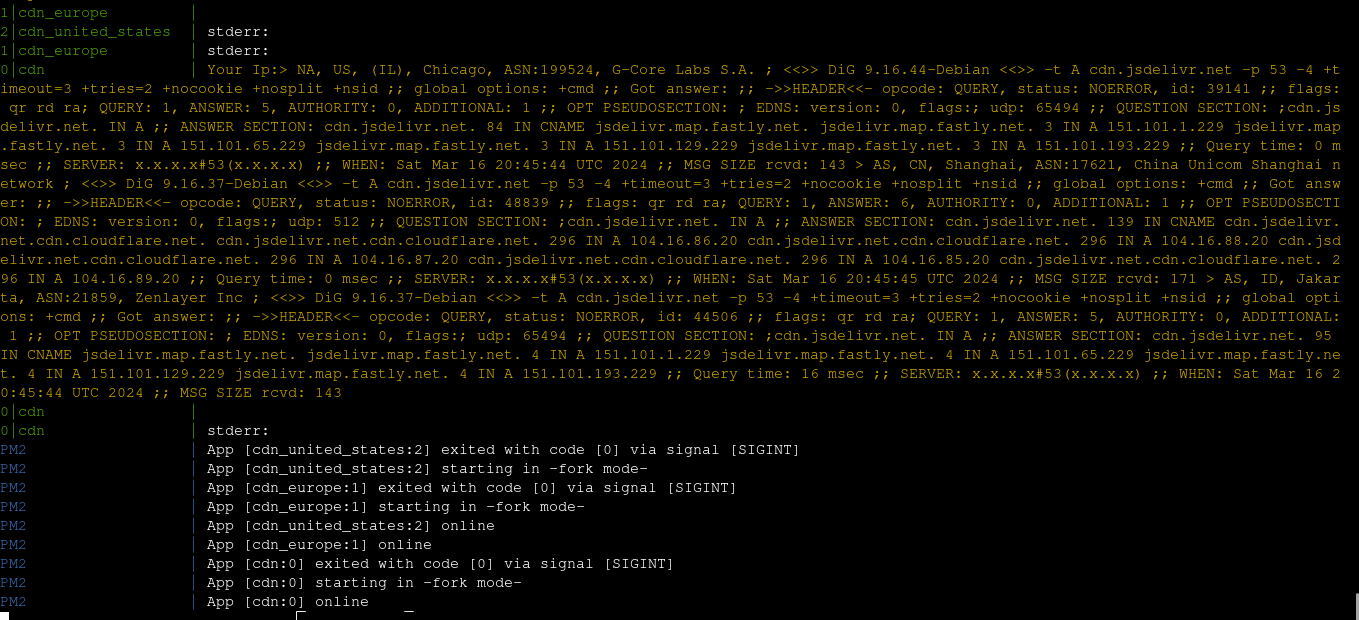 1|cdn_europe |
2|cdn_united_states | stderr:
1|cdn_europe | stderr:
0|cdn | Your Ip:> NA, US, (IL), Chicago, ASN:199524, G-Core Labs S.A. ; <<>> DiG 9.16.44-Debian <<>> -t A cdn.jsdelivr.net -p 53 -4 +t
imeout=3 +tries=2 +nocookie +nosplit +nsid ;; global options: +cmd ;; Got answer: ;; ->>HEADER<<- opcode: QUERY, status: NOERROR, id: 39141 ;; flags:
qr rd ra; QUERY: 1, ANSWER: 5, AUTHORITY: 0, ADDITIONAL: 1 ;; OPT PSEUDOSECTION: ; EDNS: version: 0, flags:; udp: 65494 ;; QUESTION SECTION: ;cdn.js
delivr.net. IN A ;; ANSWER SECTION: cdn.jsdelivr.net. 84 IN CNAME jsdelivr.map.fastly.net. jsdelivr.map.fastly.net. 3 IN A 151.101.1.229 jsdelivr.map
.fastly.net. 3 IN A 151.101.65.229 jsdelivr.map.fastly.net. 3 IN A 151.101.129.229 jsdelivr.map.fastly.net. 3 IN A 151.101.193.229 ;; Query time: 0 m
sec ;; SERVER: x.x.x.x#53(x.x.x.x) ;; WHEN: Sat Mar 16 20:45:44 UTC 2024 ;; MSG SIZE rcvd: 143 > AS, CN, Shanghai, ASN:17621, China Unicom Shanghai n
etwork ; <<>> DiG 9.16.37-Debian <<>> -t A cdn.jsdelivr.net -p 53 -4 +timeout=3 +tries=2 +nocookie +nosplit +nsid ;; global options: +cmd ;; Got answ
er: ;; ->>HEADER<<- opcode: QUERY, status: NOERROR, id: 48839 ;; flags: qr rd ra; QUERY: 1, ANSWER: 6, AUTHORITY: 0, ADDITIONAL: 1 ;; OPT PSEUDOSECTI
ON: ; EDNS: version: 0, flags:; udp: 512 ;; QUESTION SECTION: ;cdn.jsdelivr.net. IN A ;; ANSWER SECTION: cdn.jsdelivr.net. 139 IN CNAME cdn.jsdelivr.
net.cdn.cloudflare.net. cdn.jsdelivr.net.cdn.cloudflare.net. 296 IN A 104.16.86.20 cdn.jsdelivr.net.cdn.cloudflare.net. 296 IN A 104.16.88.20 cdn.jsd
elivr.net.cdn.cloudflare.net. 296 IN A 104.16.87.20 cdn.jsdelivr.net.cdn.cloudflare.net. 296 IN A 104.16.85.20 cdn.jsdelivr.net.cdn.cloudflare.net. 2
96 IN A 104.16.89.20 ;; Query time: 0 msec ;; SERVER: x.x.x.x#53(x.x.x.x) ;; WHEN: Sat Mar 16 20:45:45 UTC 2024 ;; MSG SIZE rcvd: 171 > AS, ID, Jakar
ta, ASN:21859, Zenlayer Inc ; <<>> DiG 9.16.37-Debian <<>> -t A cdn.jsdelivr.net -p 53 -4 +timeout=3 +tries=2 +nocookie +nosplit +nsid ;; global opti
ons: +cmd ;; Got answer: ;; ->>HEADER<<- opcode: QUERY, status: NOERROR, id: 44506 ;; flags: qr rd ra; QUERY: 1, ANSWER: 5, AUTHORITY: 0, ADDITIONAL:
1 ;; OPT PSEUDOSECTION: ; EDNS: version: 0, flags:; udp: 65494 ;; QUESTION SECTION: ;cdn.jsdelivr.net. IN A ;; ANSWER SECTION: cdn.jsdelivr.net. 95
IN CNAME jsdelivr.map.fastly.net. jsdelivr.map.fastly.net. 4 IN A 151.101.1.229 jsdelivr.map.fastly.net. 4 IN A 151.101.65.229 jsdelivr.map.fastly.ne
t. 4 IN A 151.101.129.229 jsdelivr.map.fastly.net. 4 IN A 151.101.193.229 ;; Query time: 16 msec ;; SERVER: x.x.x.x#53(x.x.x.x) ;; WHEN: Sat Mar 16 2
0:45:44 UTC 2024 ;; MSG SIZE rcvd: 143
0|cdn |
0|cdn | stderr:
PM2 | App [cdn_united_states:2] exited with code [0] via signal [SIGINT]
PM2 | App [cdn_united_states:2] starting in -fork mode-
PM2 | App [cdn_europe:1] exited with code [0] via signal [SIGINT]
PM2 | App [cdn_europe:1] starting in -fork mode-
PM2 | App [cdn_united_states:2] online
PM2 | App [cdn_europe:1] online
PM2 | App [cdn:0] exited with code [0] via signal [SIGINT]
PM2 | App [cdn:0] starting in -fork mode-
PM2 | App [cdn:0] online